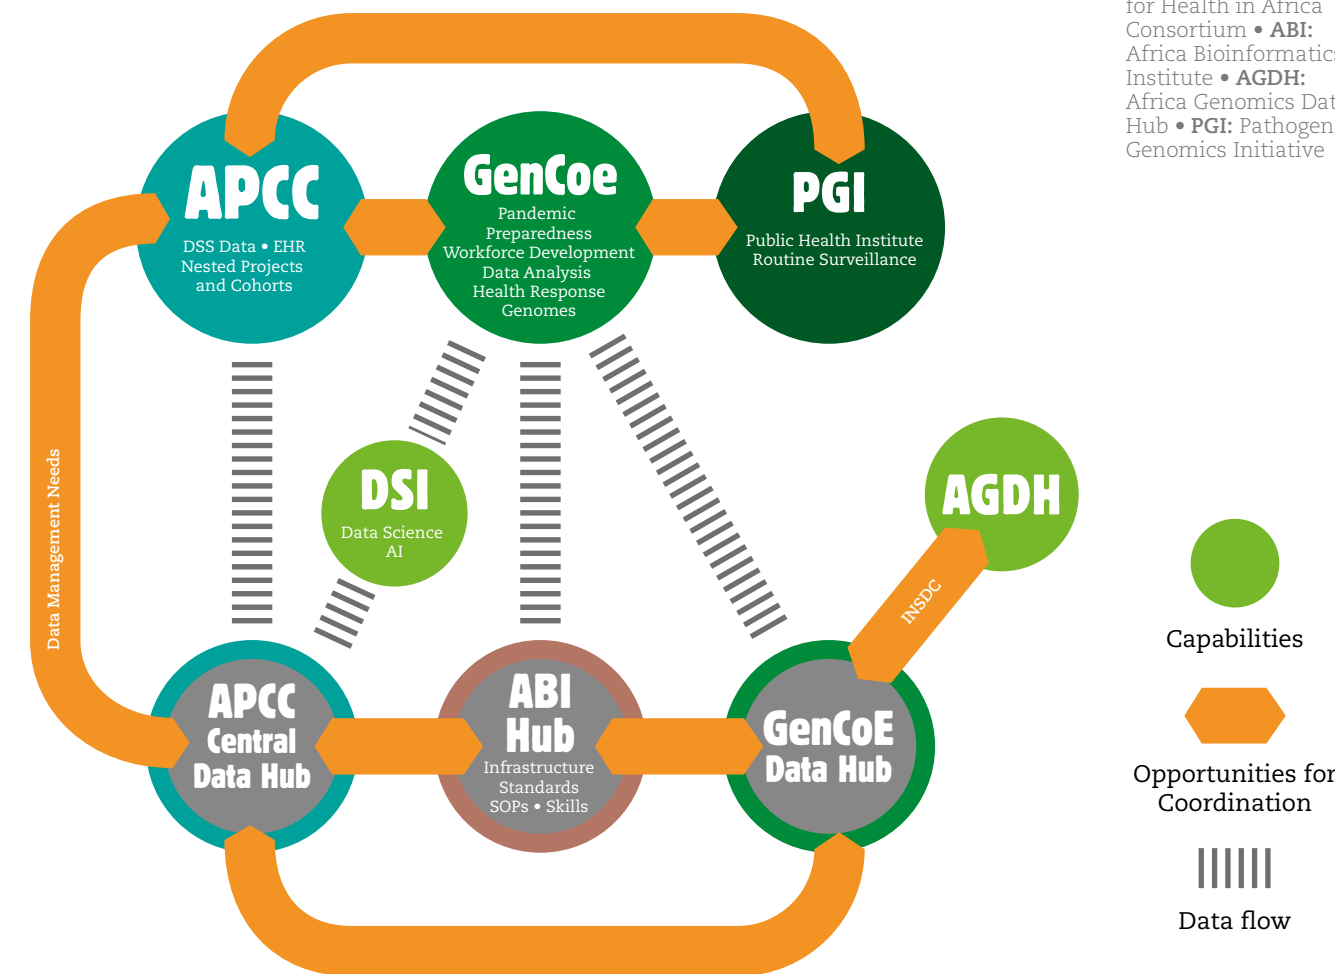 for Health in Africa
Consortium • ABI:
Africa Bioinformatics
Institute • AGDH:
Africa Genomics Dat
Hub • PGI: Pathogen
Genomics Initiative
APCC
DSS Data • EHR
Nested Projects
and Cohorts
GenCoe
Pandemic
Preparedness
Workforce Development
Data Analysis
Health Response
Genomes
PGI
Public Health Institute
Routine Surveillance
Data Management Needs
DSI
Data Science
AI
AGDH
INSDC
APCC
Central
Data Hub
ABI
Hub
Infrastructure
Standards
SOPs • Skills
GenCoE
Data Hub
Capabilities
Opportunities for
Coordination
Data flow